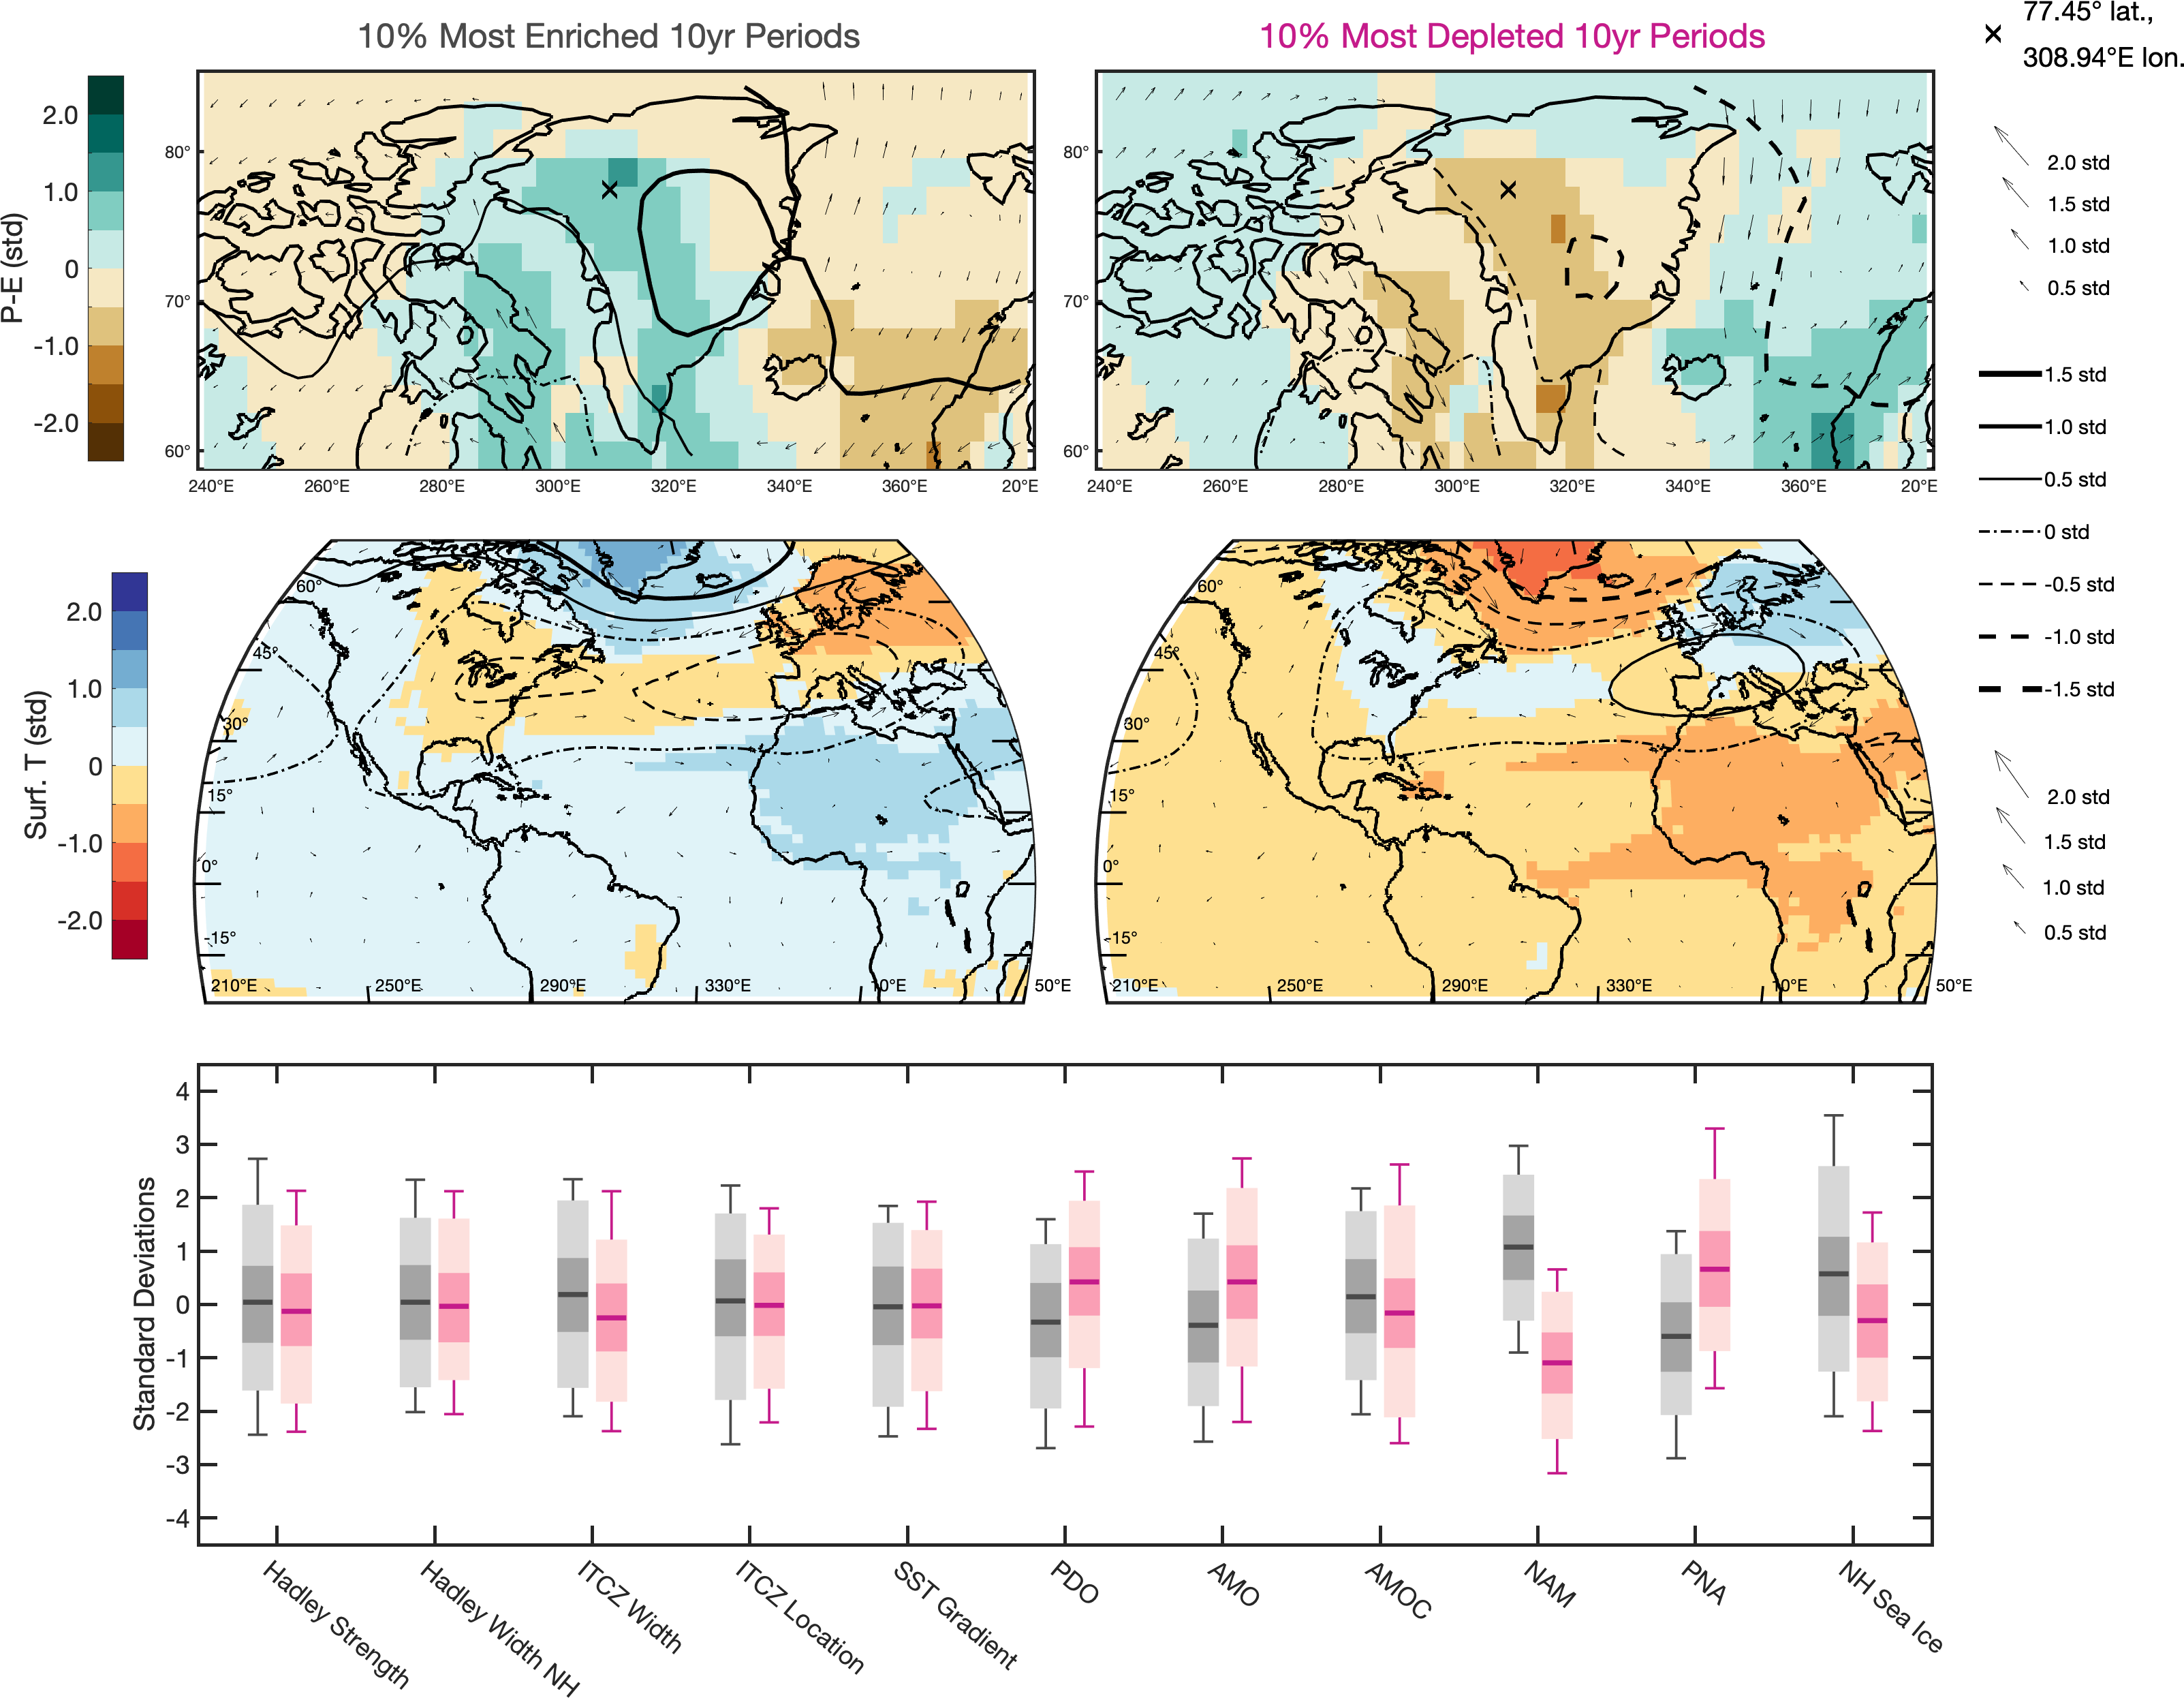 10% Most Enriched 10yr Periods
10% Most Depleted 10yr Periods
77.45° lat.,
308.94°E lon.
P-E (std)
2.0
1.0
0
-1.0
-2.0
80°
70°
60°
240°E
260°E
280°E
300°E
320°E
340°E
360°E
20°E
80°
70°
60°
240°E
260°E
280°E
300°E
320°E
340°E
360°E
20°E
2.0 std
1.5 std
1.0 std
0.5 std
1.5 std
1.0 std
0.5 std
0 std
-0.5 std
-1.0 std
-1.5 std
2.0 std
1.5 std
1.0 std
0.5 std
Surf. T (std)
2.0
1.0
0
-1.0
-2.0
60°
45°
30°
15°
0°
-15°
210°E
250°E
290°E
330°E
10°E
50°E
60°
45°
30°
15°
0°
-15°
210°E
250°E
290°E
330°E
10°E
50°E
Standard Deviations
4
3
2
1
0
-1
-2
-3
-4
Hadley Strength
Hadley Width NH
ITCZ Width
ITCZ Location
SST Gradient
PDO
AMO
AMOC
NAM
PNA
NH Sea Ice